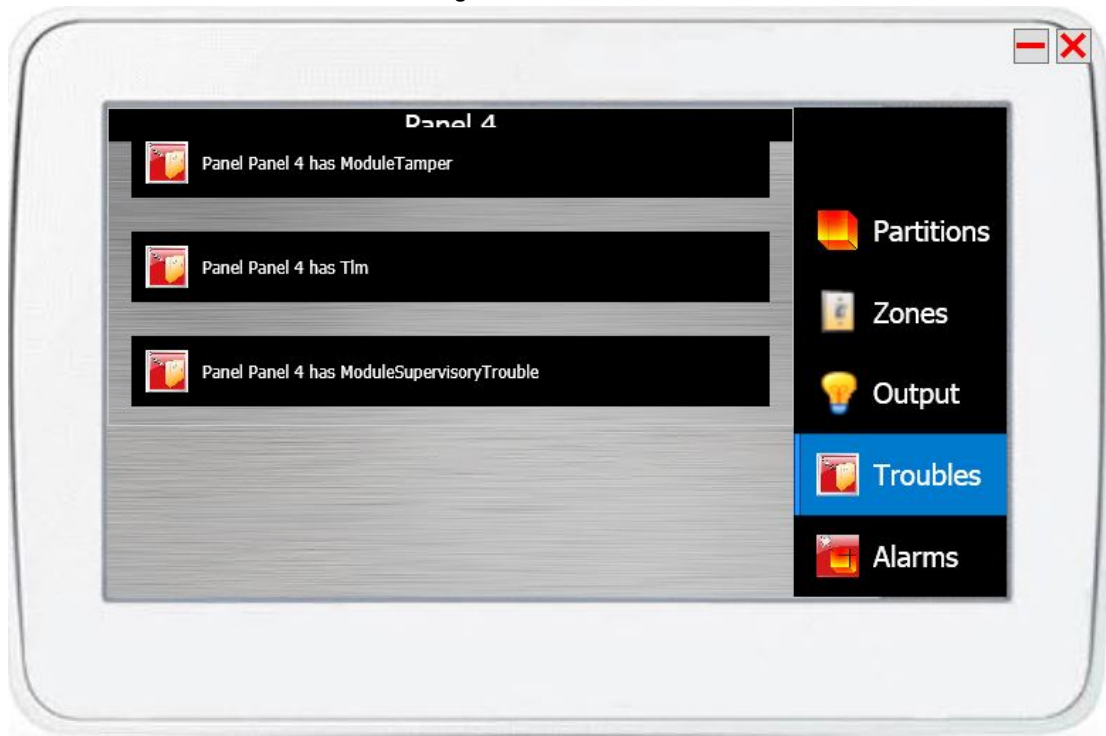 Panel 4
Panel Panel 4 has ModuleTamper
Panel Panel 4 has Tlm
Panel Panel 4 has ModuleSupervisoryTrouble
Partitions
Zones
Output
Troubles
Alarms